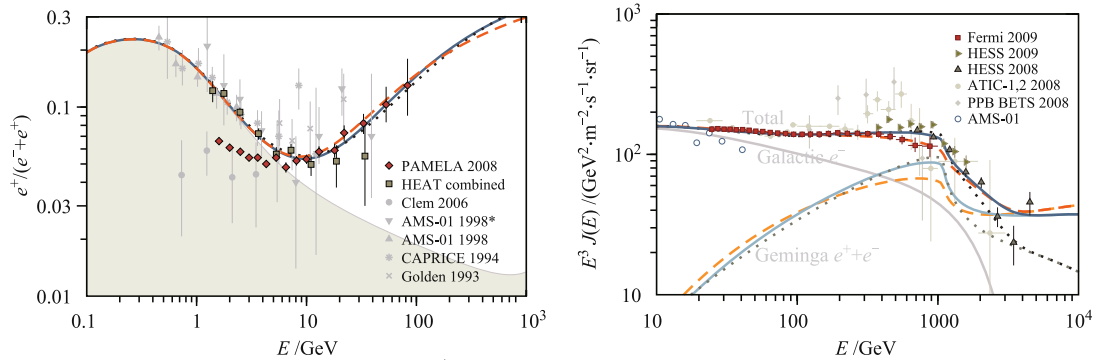 0.3
0.1
0.03
0.01
e⁺/(e⁻+e⁺)
PAMELA 2008
HEAT combined
Clem 2006
AMS-01 1998*
AMS-01 1998
CAPRICE 1994
Golden 1993
0.1 1 10 100 10³
E /GeV
10³
10²
10
E³ J(E) /(GeV²·m⁻²·s⁻¹·sr⁻¹)
Fermi 2009
HESS 2009
HESS 2008
ATIC-1,2 2008
PPB BETS 2008
AMS-01
Total
Galactic e⁻
Geminga e⁺+e⁻
10 100 1000 10⁴
E /GeV